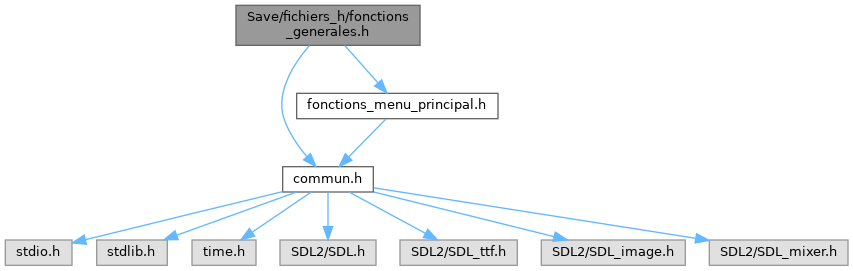 Save/fichiers_h/fonctions
_generales.h
fonctions_menu_principal.h
commun.h
stdio.h
stdlib.h
time.h
SDL2/SDL.h
SDL2/SDL_ttf.h
SDL2/SDL_image.h
SDL2/SDL_mixer.h